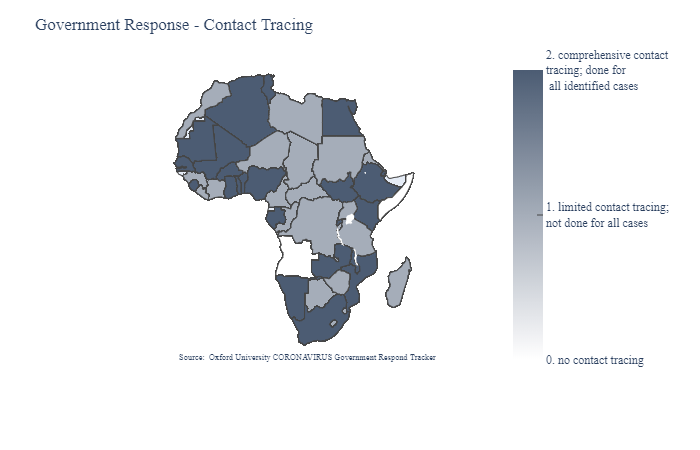 Government Response - Contact Tracing
2. comprehensive contact
tracing; done for
all identified cases
1. limited contact tracing;
not done for all cases
0. no contact tracing
Source: Oxford University CORONAVIRUS Government Respond Tracker